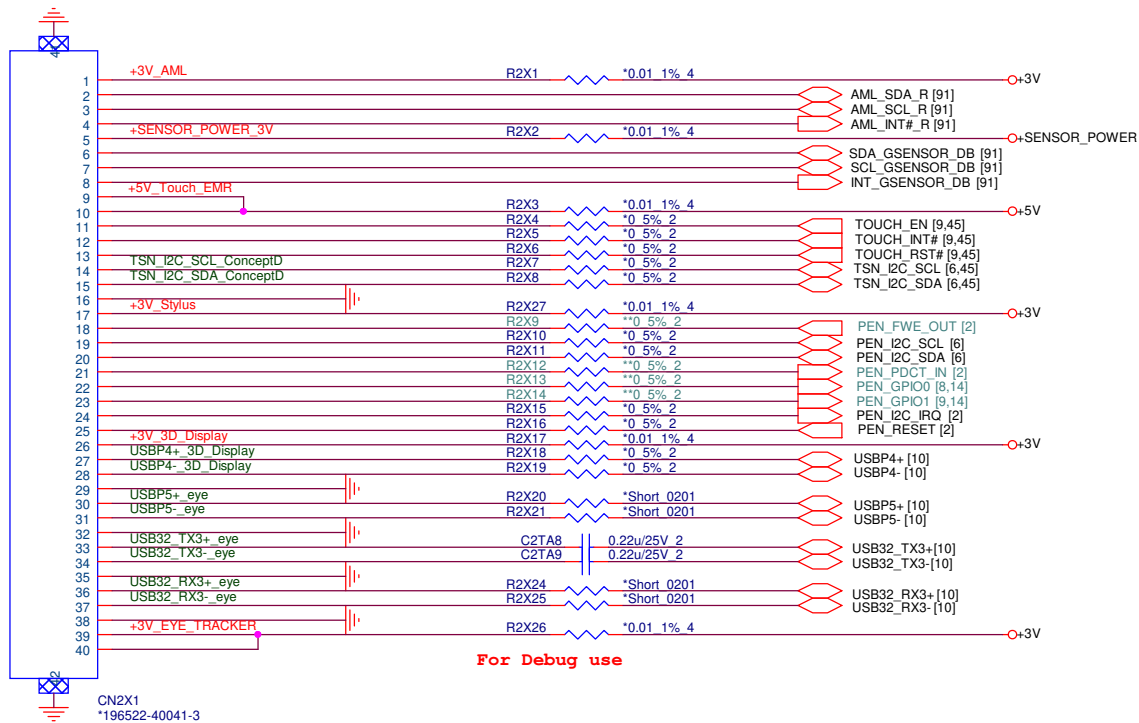 41
1 +3V_AML R2X1 *0.01_1%_4 +3V
2 AML_SDA_R [91]
3 AML_SCL_R [91]
4 AML_INT#_R [91]
5 +SENSOR_POWER_3V R2X2 *0.01_1%_4 +SENSOR_POWER
6 SDA_GSENSOR_DB [91]
7 SCL_GSENSOR_DB [91]
8 INT_GSENSOR_DB [91]
9 +5V_Touch_EMR
10 R2X3 *0.01_1%_4 +5V
11 R2X4 *0_5%_2 TOUCH_EN [9,45]
12 R2X5 *0_5%_2 TOUCH_INT# [9,45]
13 R2X6 *0_5%_2 TOUCH_RST# [9,45]
14 TSN_I2C_SCL_ConceptD R2X7 *0_5%_2 TSN_I2C_SCL [6,45]
15 TSN_I2C_SDA_ConceptD R2X8 *0_5%_2 TSN_I2C_SDA [6,45]
16
17 +3V_Stylus R2X27 *0.01_1%_4 +3V
18 R2X9 **0_5%_2 PEN_FWE_OUT [2]
19 R2X10 *0_5%_2 PEN_I2C_SCL [6]
20 R2X11 *0_5%_2 PEN_I2C_SDA [6]
21 R2X12 **0_5%_2 PEN_PDCT_IN [2]
22 R2X13 **0_5%_2 PEN_GPIO0 [8,14]
23 R2X14 **0_5%_2 PEN_GPIO1 [9,14]
24 R2X15 *0_5%_2 PEN_I2C_IRQ [2]
25 R2X16 *0_5%_2 PEN_RESET [2]
26 +3V_3D_Display R2X17 *0.01_1%_4 +3V
27 USBP4+_3D_Display R2X18 *0_5%_2 USBP4+ [10]
28 USBP4-_3D_Display R2X19 *0_5%_2 USBP4- [10]
29
30 USBP5+_eye R2X20 *Short_0201 USBP5+ [10]
31 USBP5-_eye R2X21 *Short_0201 USBP5- [10]
32
33 USB32_TX3+_eye C2TA8 0.22u/25V_2 USB32_TX3+[10]
34 USB32_TX3-_eye C2TA9 0.22u/25V_2 USB32_TX3-[10]
35
36 USB32_RX3+_eye R2X24 *Short_0201 USB32_RX3+[10]
37 USB32_RX3-_eye R2X25 *Short_0201 USB32_RX3-[10]
38
39 +3V_EYE_TRACKER R2X26 *0.01_1%_4 +3V
40
For Debug use
42
CN2X1
*196522-40041-3